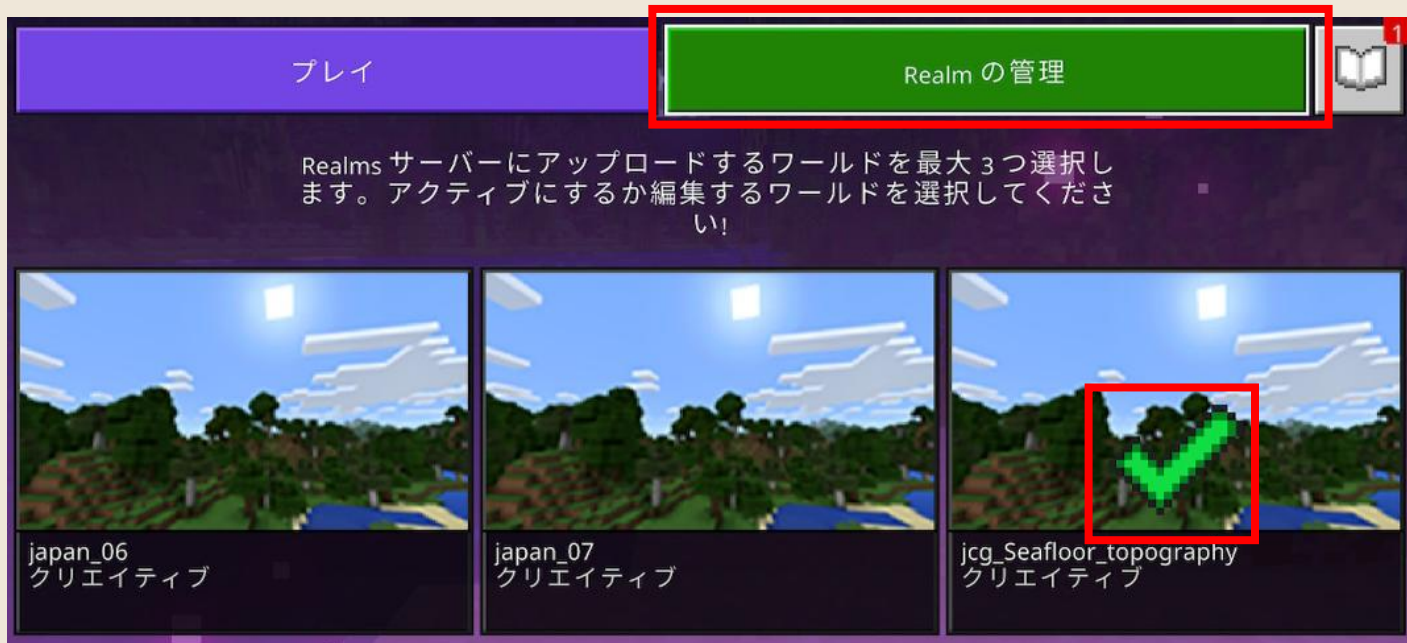 プレイ
Realm の管理
1
Realms サーバーにアップロードするワールドを最大 3 つ選択し
ます。アクティブにするか編集するワールドを選択してくださ
い!
japan_06
クリエイティブ
japan_07
クリエイティブ
jcg_Seafloor_topography
クリエイティブ